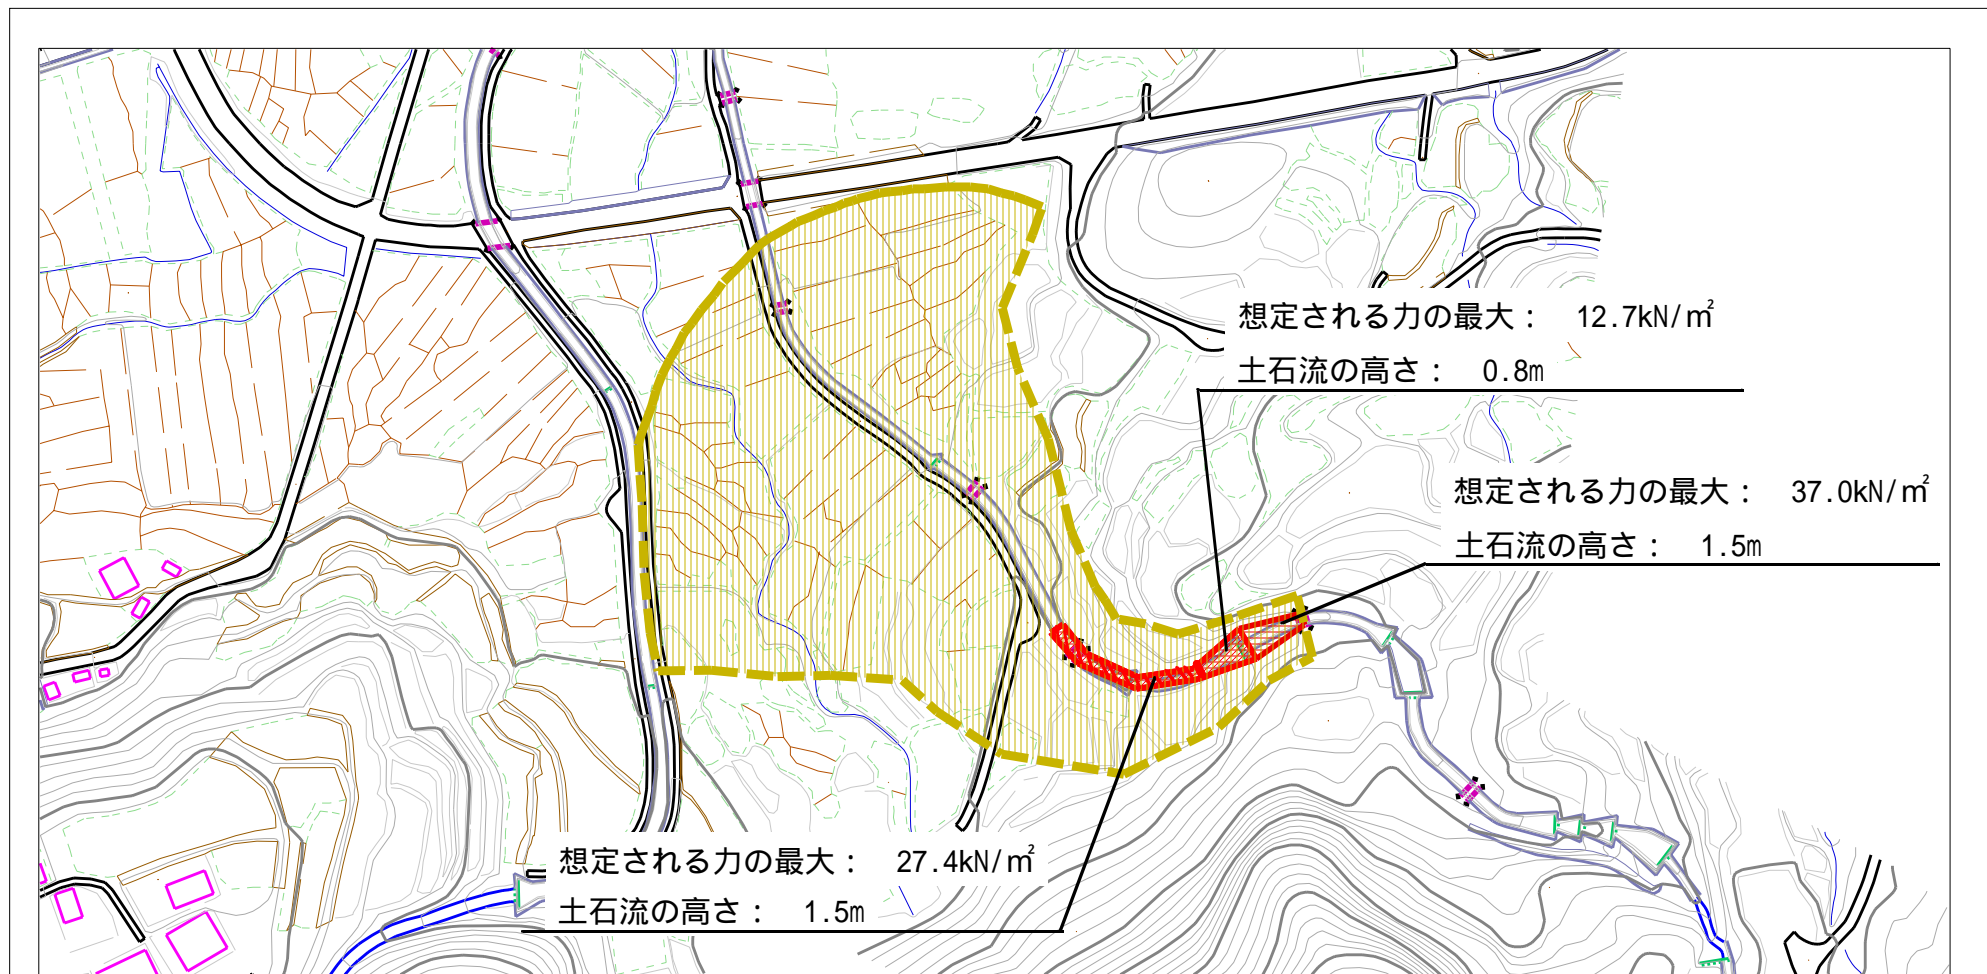 想定される力の最大： 12.7kN/㎡
土石流の高さ： 0.8m
想定される力の最大： 37.0kN/㎡
土石流の高さ： 1.5m
想定される力の最大： 27.4kN/㎡
土石流の高さ： 1.5m